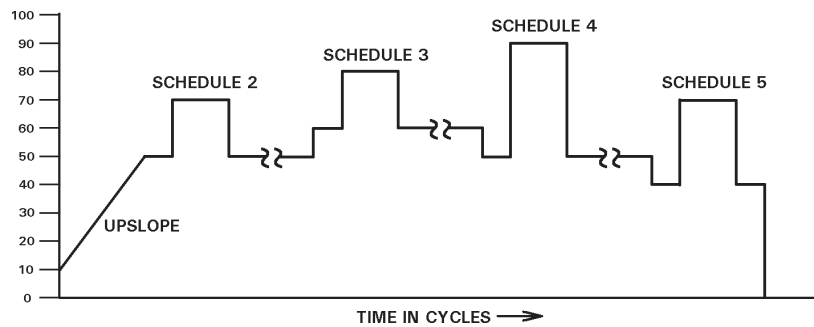 100
90
80
70
60
50
40
30
20
10
0
SCHEDULE 2
SCHEDULE 3
SCHEDULE 4
SCHEDULE 5
UPSLOPE
TIME IN CYCLES